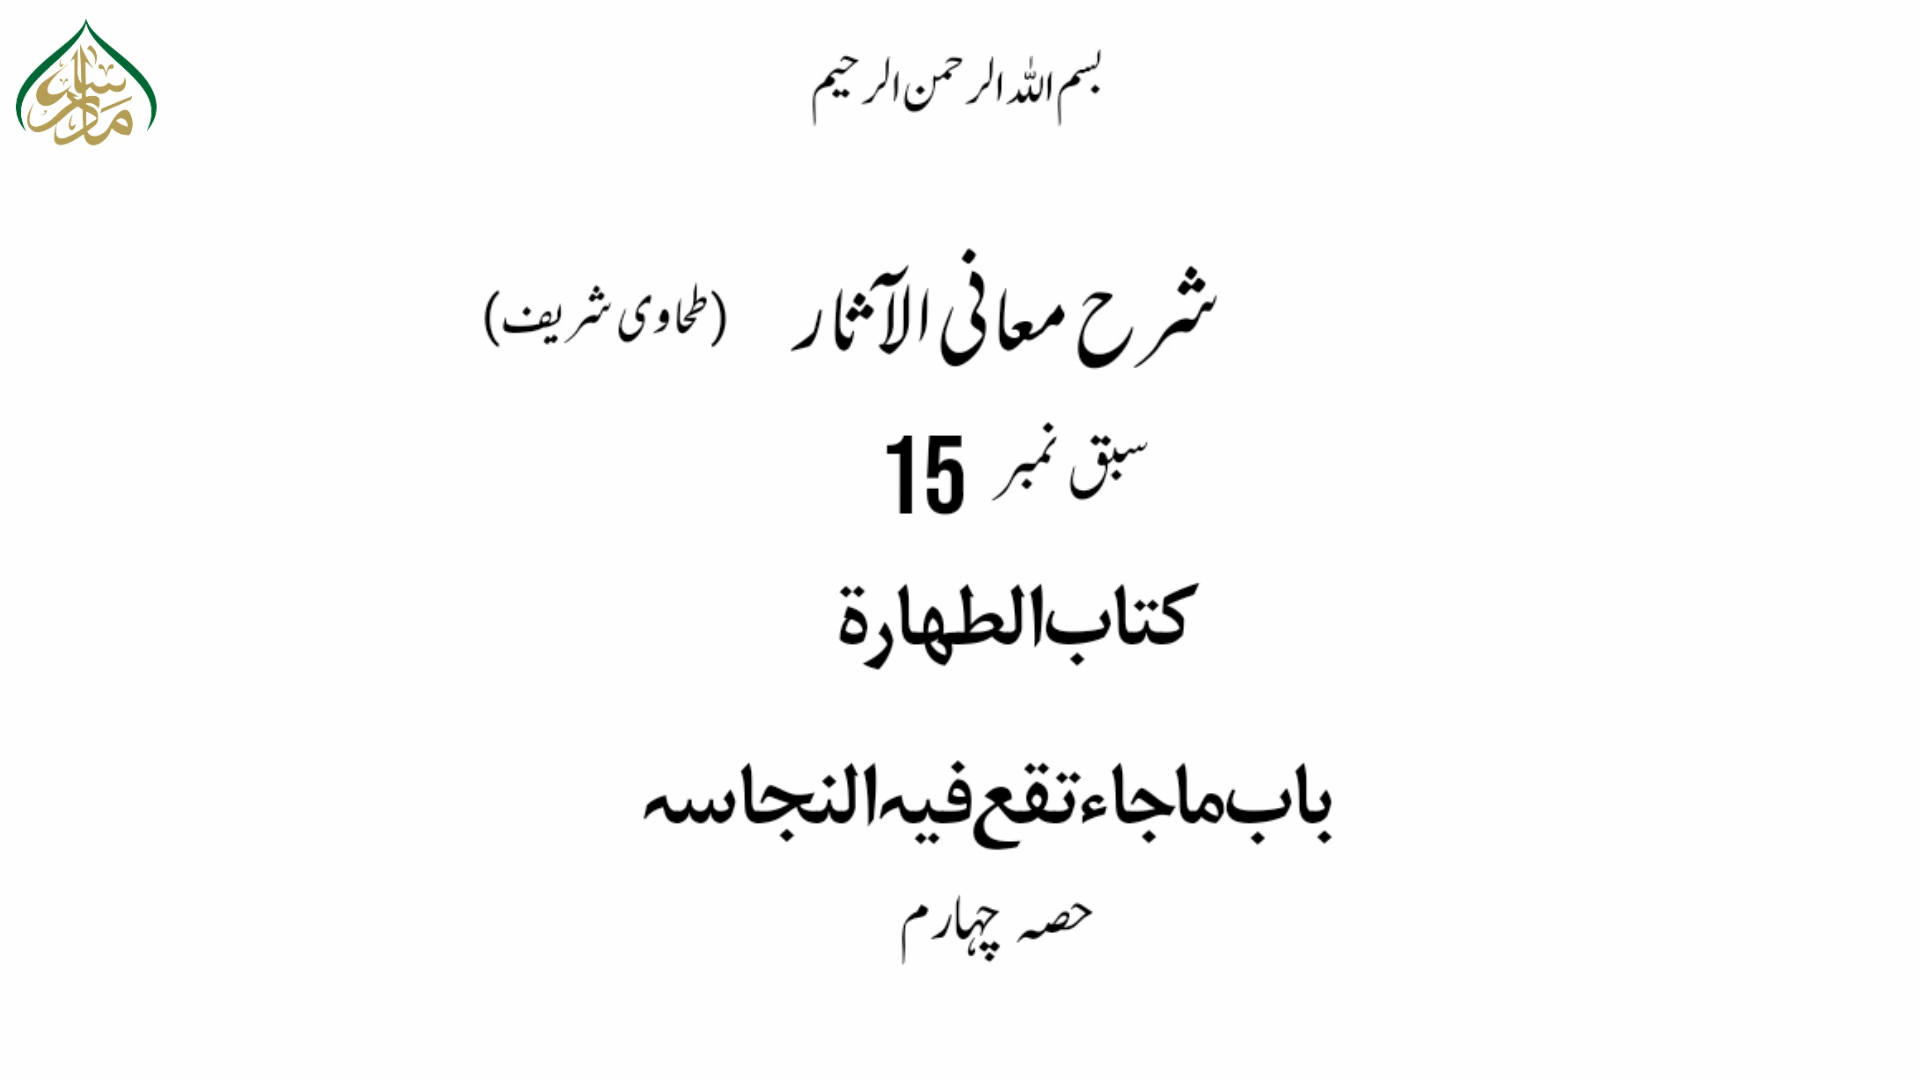 بسم اللہ الرحمن الرحیم
شرح معانی الآثار (طحاوی شریف)
سبق نمبر 15
کتاب الطهارة
باب ماجاء تقع فیہ النجاسہ
حصہ چہارم